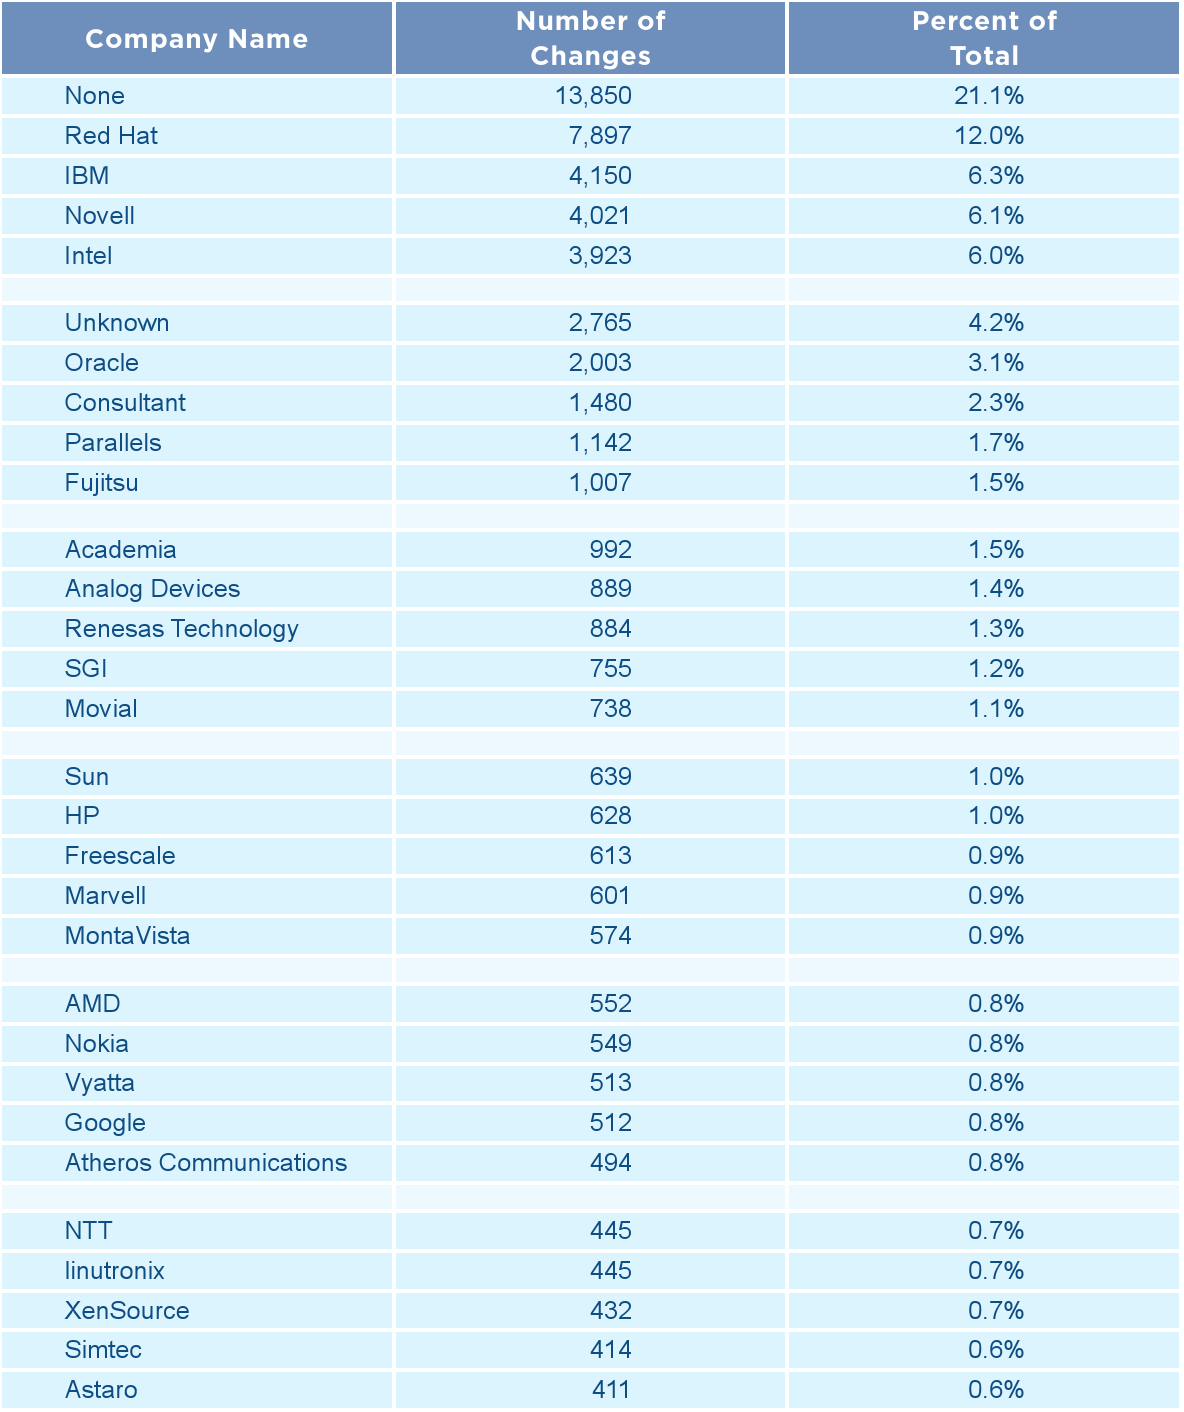 Company Name Number of Changes Percent of Total
None 13,850 21.1%
Red Hat 7,897 12.0%
IBM 4,150 6.3%
Novell 4,021 6.1%
Intel 3,923 6.0%
Unknown 2,765 4.2%
Oracle 2,003 3.1%
Consultant 1,480 2.3%
Parallels 1,142 1.7%
Fujitsu 1,007 1.5%
Academia 992 1.5%
Analog Devices 889 1.4%
Renesas Technology 884 1.3%
SGI 755 1.2%
Movial 738 1.1%
Sun 639 1.0%
HP 628 1.0%
Freescale 613 0.9%
Marvell 601 0.9%
MontaVista 574 0.9%
AMD 552 0.8%
Nokia 549 0.8%
Vyatta 513 0.8%
Google 512 0.8%
Atheros Communications 494 0.8%
NTT 445 0.7%
linutronix 445 0.7%
XenSource 432 0.7%
Simtec 414 0.6%
Astaro 411 0.6%